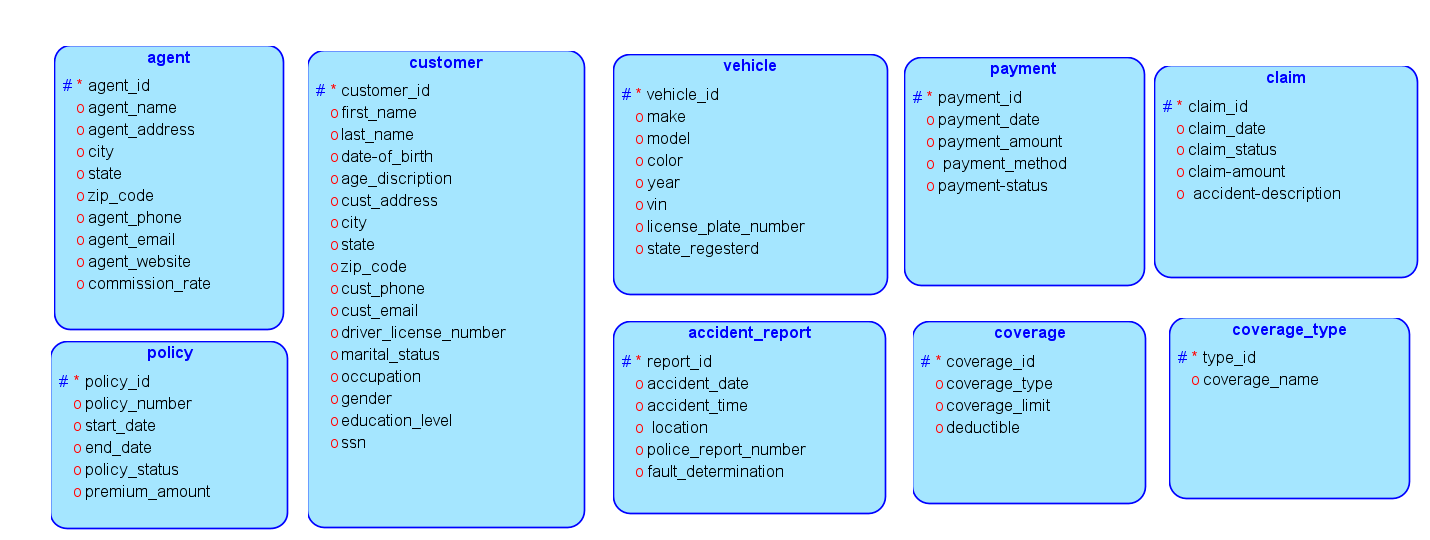 agent
# * agent_id
o agent_name
o agent_address
o city
o state
o zip_code
o agent_phone
o agent_email
o agent_website
o commission_rate
customer
# * customer_id
o first_name
o last_name
o date-of_birth
o age_discription
o cust_address
o city
o state
o zip_code
o cust_phone
o cust_email
o driver_license_number
o marital_status
o occupation
o gender
o education_level
o ssn
vehicle
# * vehicle_id
o make
o model
o color
o year
o vin
o license_plate_number
o state_regesterd
payment
# * payment_id
o payment_date
o payment_amount
o payment_method
o payment-status
claim
# * claim_id
o claim_date
o claim_status
o claim-amount
o accident-description
policy
# * policy_id
o policy_number
o start_date
o end_date
o policy_status
o premium_amount
accident_report
# * report_id
o accident_date
o accident_time
o location
o police_report_number
o fault_determination
coverage
# * coverage_id
o coverage_type
o coverage_limit
o deductible
coverage_type
# * type_id
o coverage_name